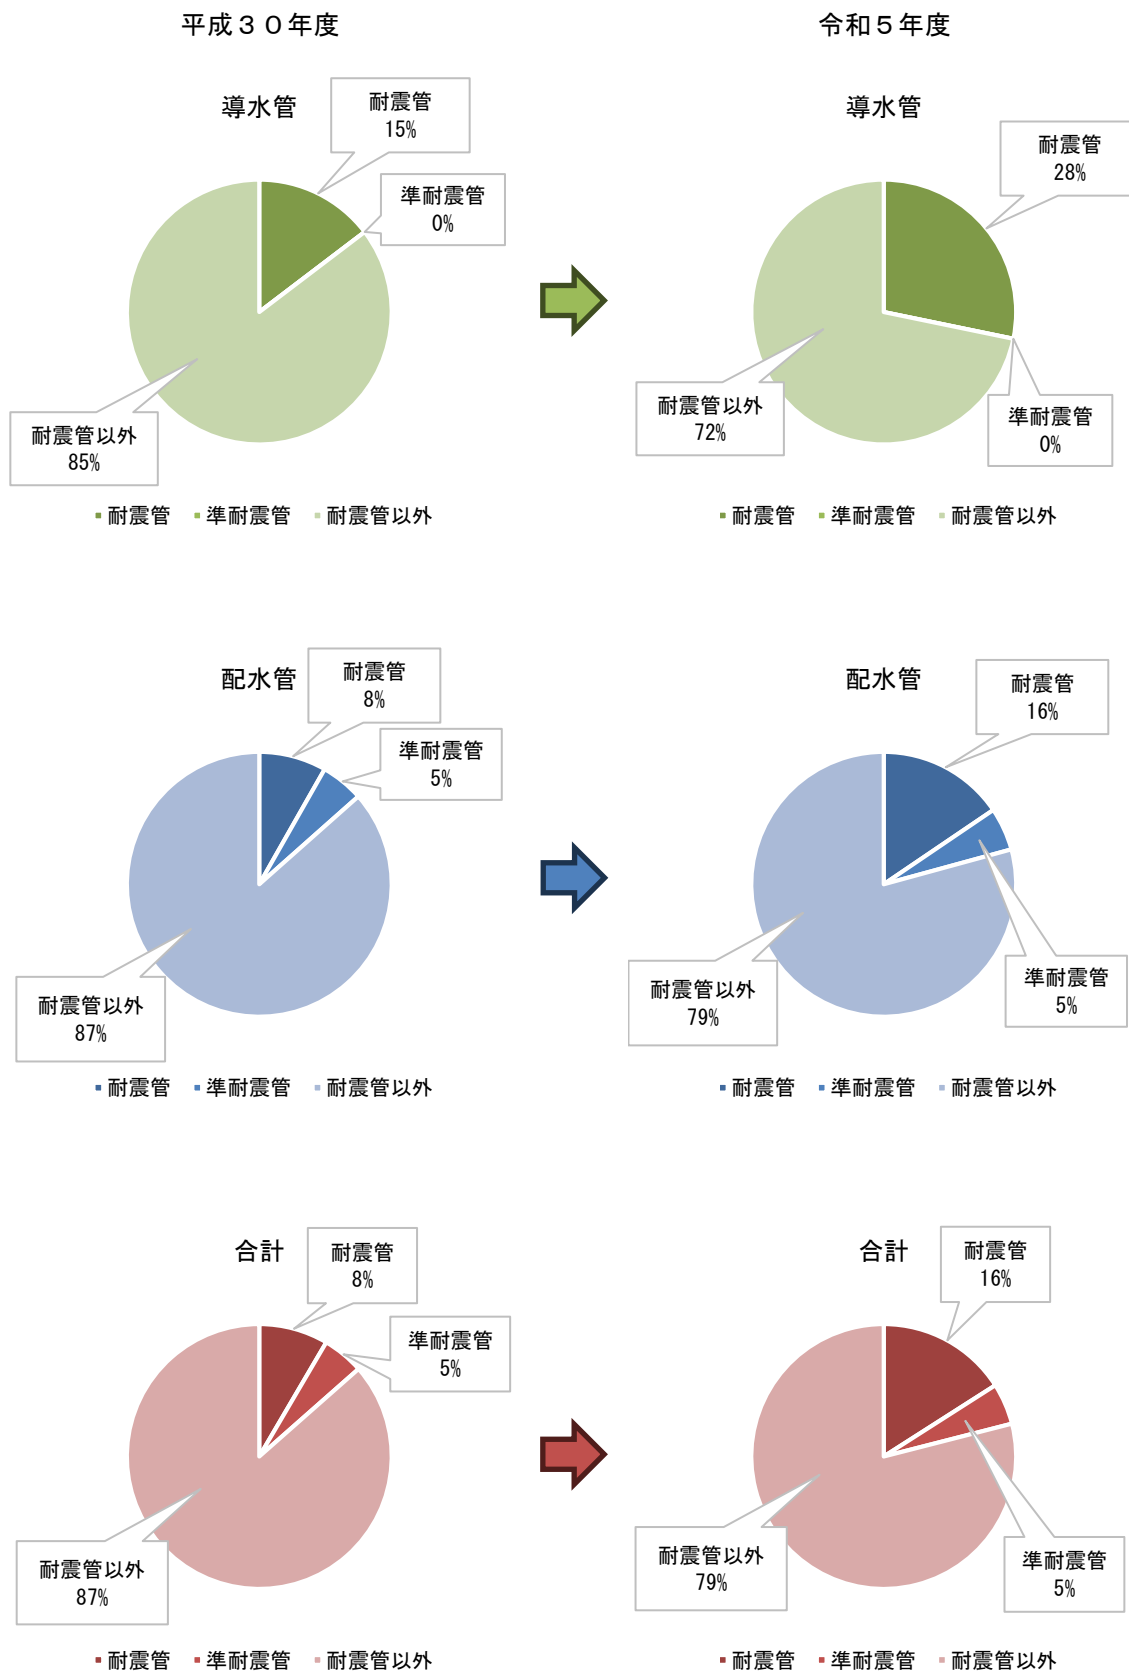 平成３０年度
令和５年度
導水管
耐震管
15%
準耐震管
0%
耐震管以外
85%
耐震管 準耐震管 耐震管以外
導水管
耐震管
28%
準耐震管
0%
耐震管以外
72%
耐震管 準耐震管 耐震管以外
配水管
耐震管
8%
準耐震管
5%
耐震管以外
87%
耐震管 準耐震管 耐震管以外
配水管
耐震管
16%
準耐震管
5%
耐震管以外
79%
耐震管 準耐震管 耐震管以外
合計
耐震管
8%
準耐震管
5%
耐震管以外
87%
耐震管 準耐震管 耐震管以外
合計
耐震管
16%
準耐震管
5%
耐震管以外
79%
耐震管 準耐震管 耐震管以外